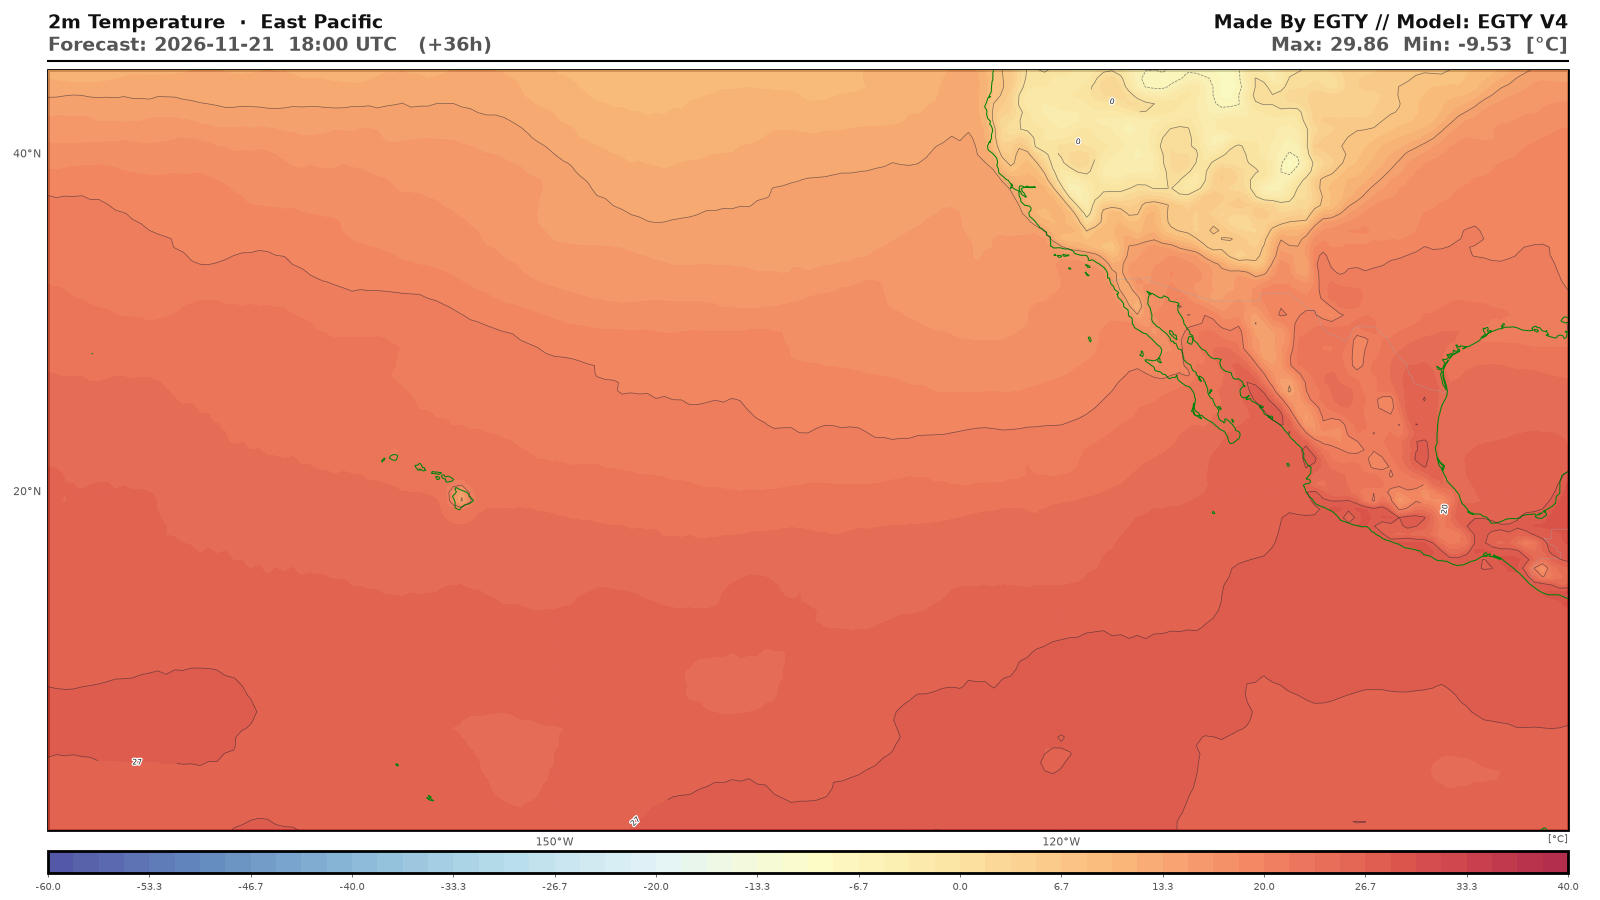 2m Temperature · East Pacific
Made By EGTY // Model: EGTY V4
Forecast: 2026-11-21 18:00 UTC (+36h)
Max: 29.86 Min: -9.53 [°C]
0
40°N
0
20°N
20
27
27
150°W
120°W
[°C]
-60.0 -53.3 -46.7 -40.0 -33.3 -26.7 -20.0 -13.3 -6.7 0.0 6.7 13.3 20.0 26.7 33.3 40.0